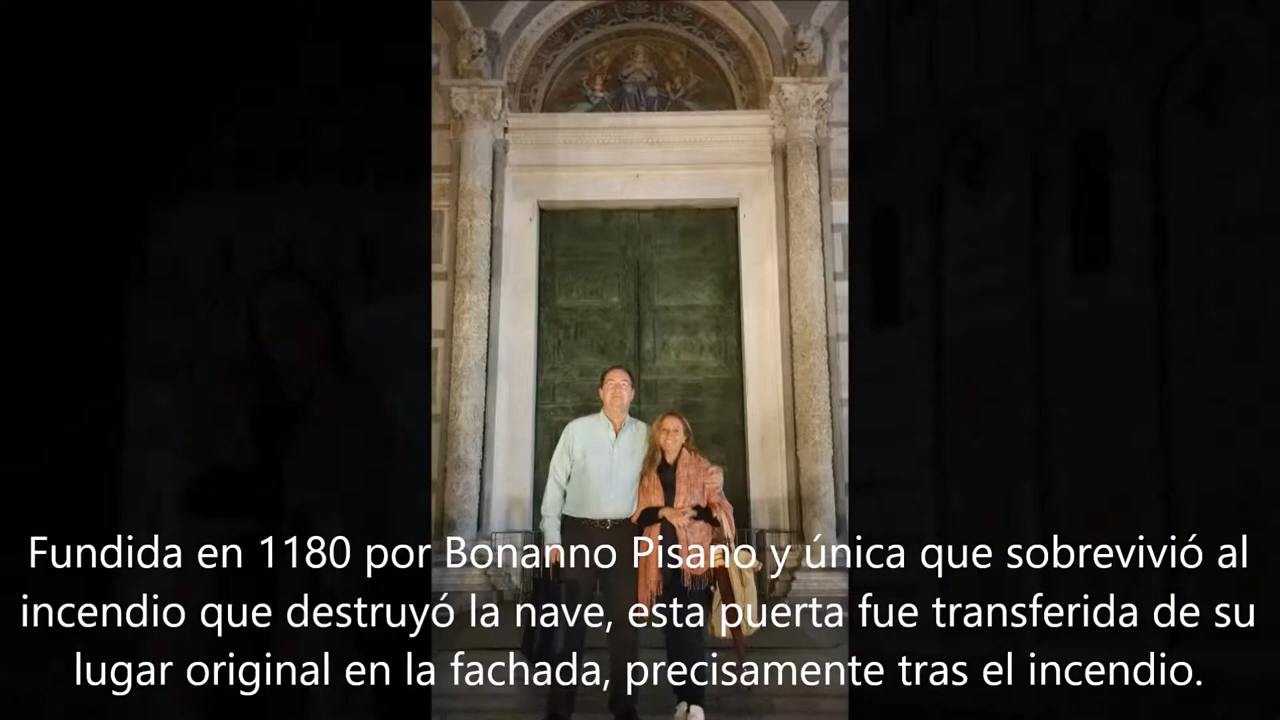 Fundida en 1180 por Bonanno Pisano y única que sobrevivió al
incendio que destruyó la nave, esta puerta fue transferida de su
lugar original en la fachada, precisamente tras el incendio.